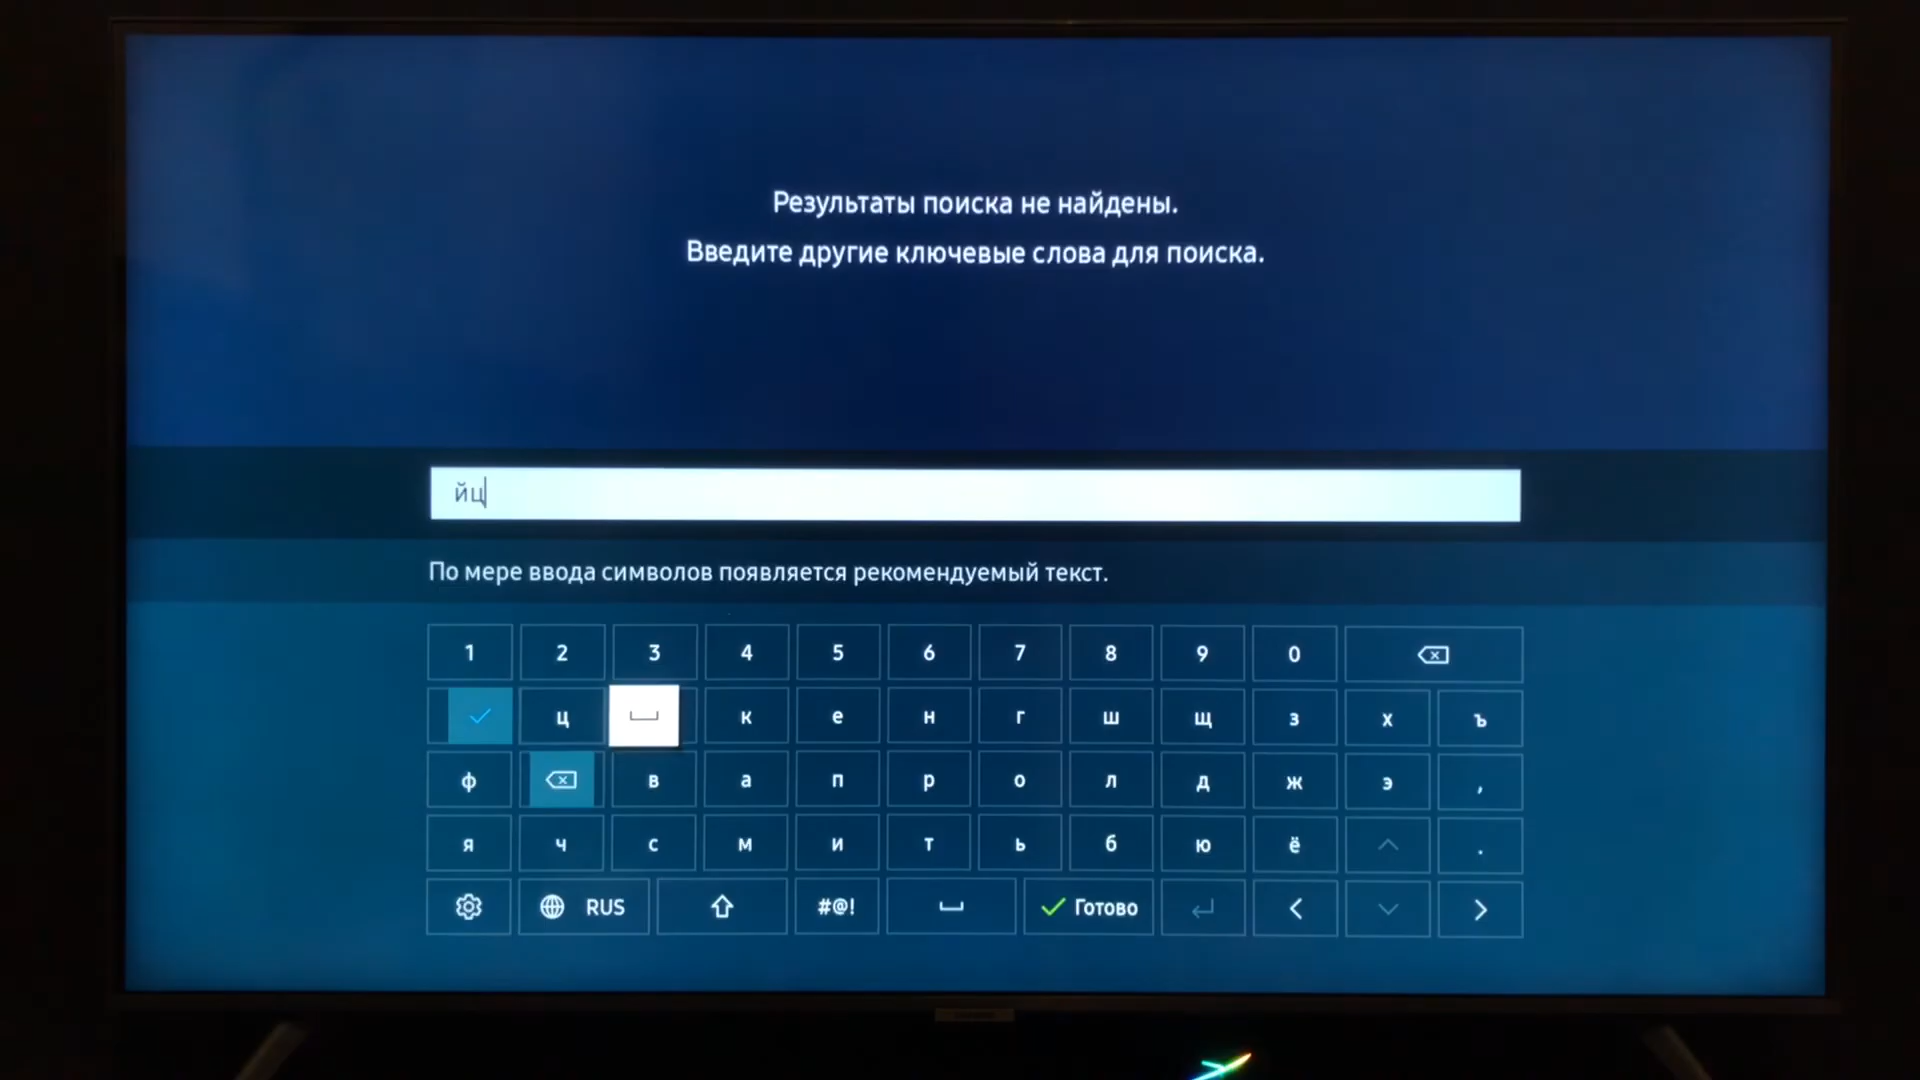 Результаты поиска не найдены.
Введите другие ключевые слова для поиска.
йц
По мере ввода символов появляется рекомендуемый текст.
1 2 3 4 5 6 7 8 9 0
ц к е н г ш щ з х ъ
ф в а п р о л д ж э ,
я ч с м и т ь б ю ё .
RUS #@! Готово